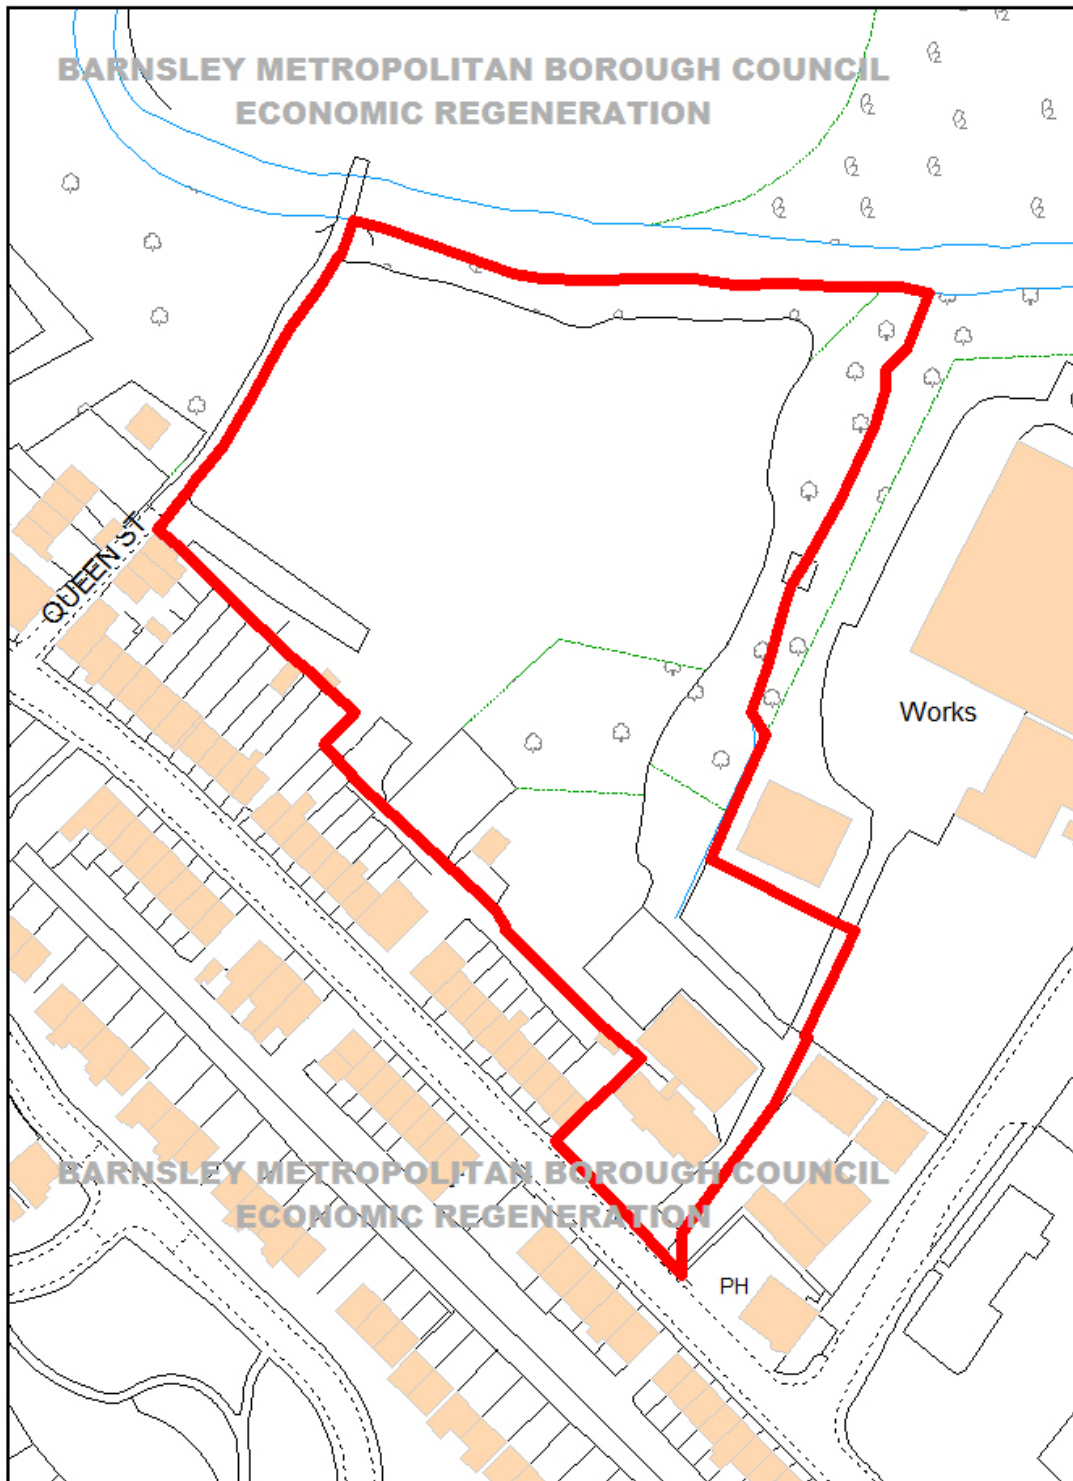 BARNSLEY METROPOLITAN BOROUGH COUNCIL
ECONOMIC REGENERATION
QUEEN ST
Works
BARNSLEY METROPOLITAN BOROUGH COUNCIL
ECONOMIC REGENERATION
PH